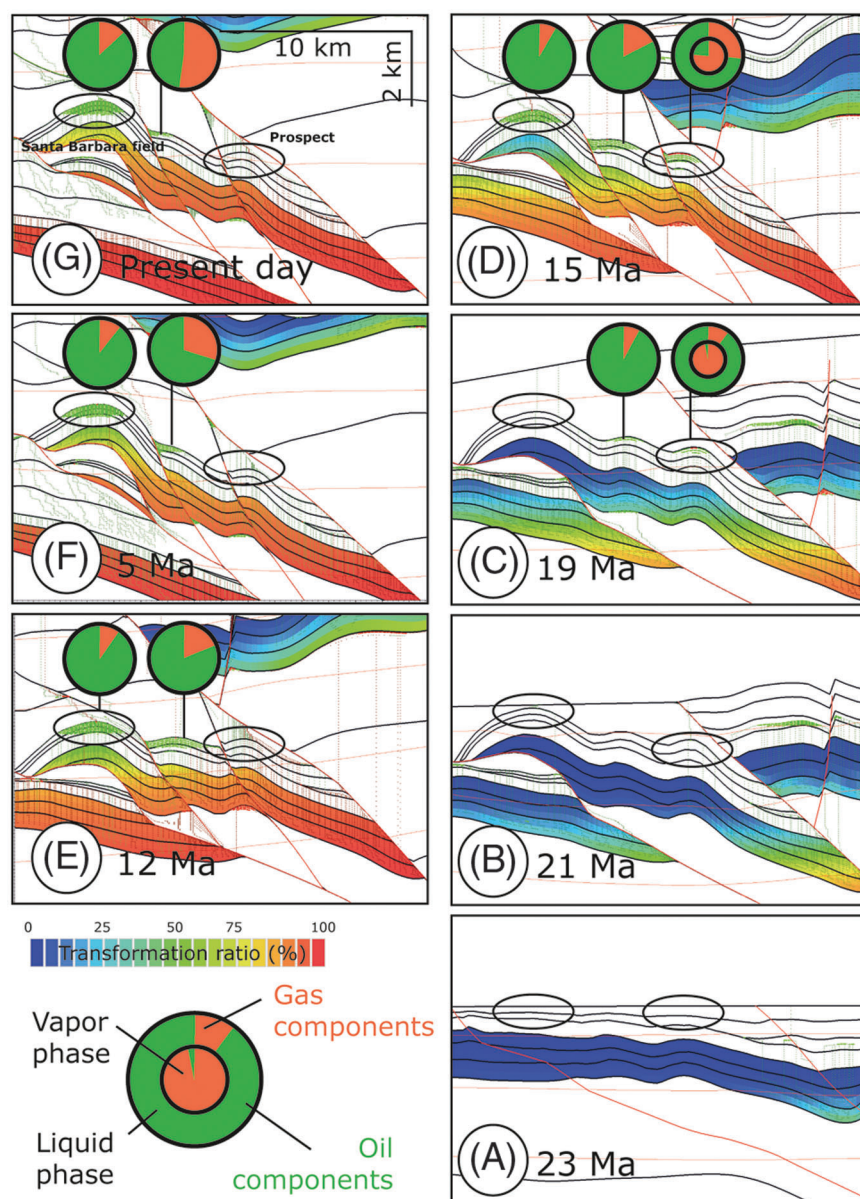 10 km
2 km
Santa Barbara field
Prospect
(G) Present day
(D) 15 Ma
(F) 5 Ma
(C) 19 Ma
(E) 12 Ma
(B) 21 Ma
0 25 50 75 100
Transformation ratio (%)
Vapor
phase
Gas
components
Liquid
phase
Oil
components
(A) 23 Ma